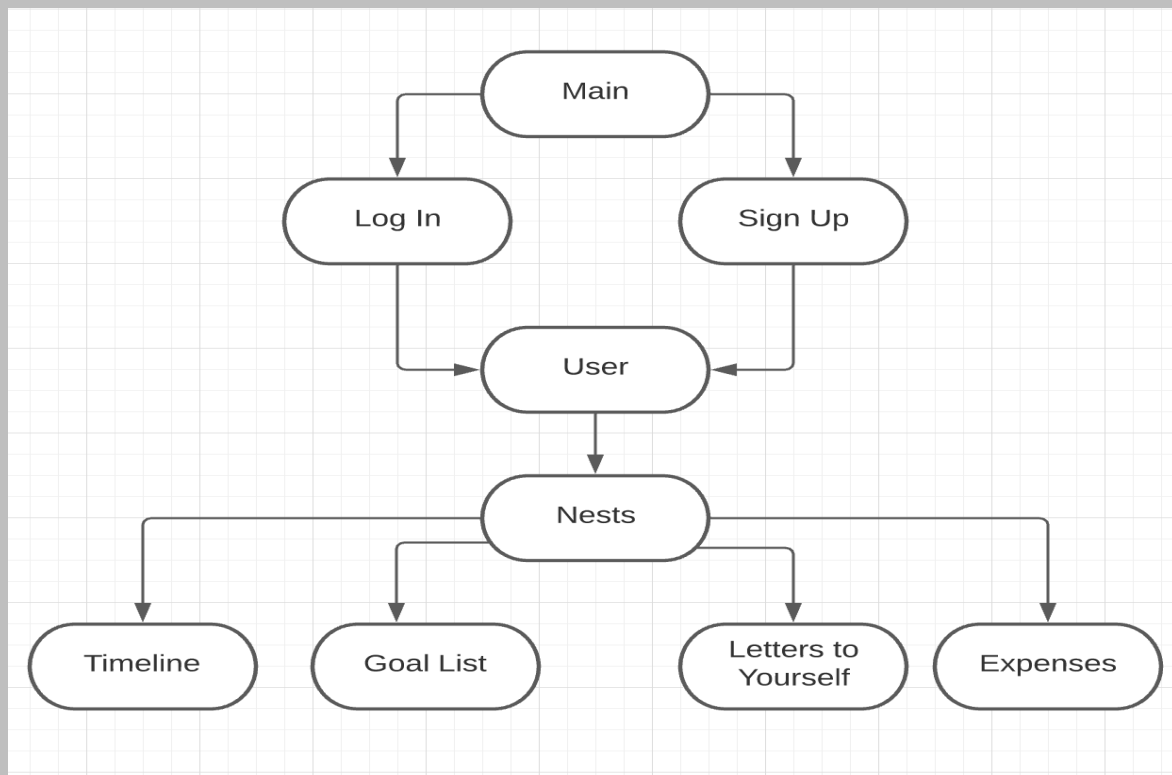 Main
Log In
Sign Up
User
Nests
Timeline
Goal List
Letters to
Yourself
Expenses